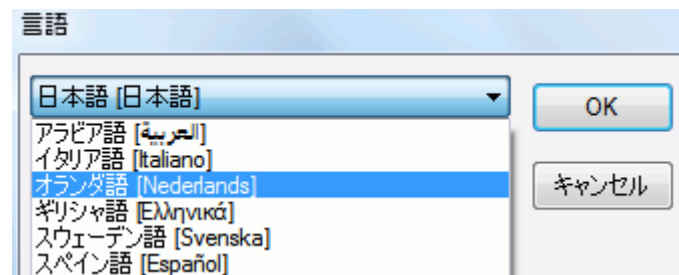 言語
日本語 [日本語]
OK
アラビア語 [العربية]
イタリア語 [Italiano]
オランダ語 [Nederlands]
キャンセル
ギリシャ語 [Ελληνικά]
スウェーデン語 [Svenska]
スペイン語 [Español]